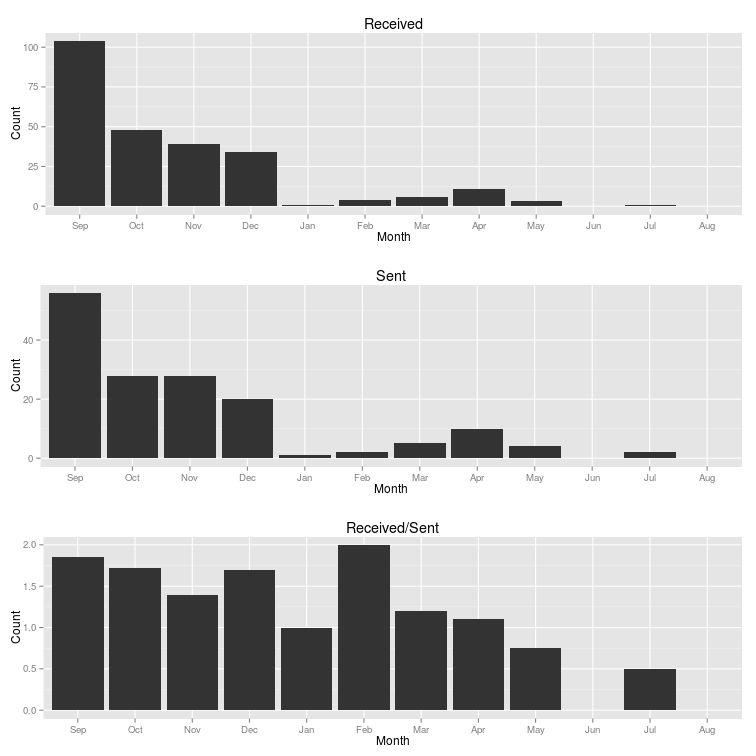 Received
100
75
50
25
0
Count
Sep Oct Nov Dec Jan Feb Mar Apr May Jun Jul Aug
Month
Sent
40
20
0
Count
Sep Oct Nov Dec Jan Feb Mar Apr May Jun Jul Aug
Month
Received/Sent
2.0
1.5
1.0
0.5
0.0
Count
Sep Oct Nov Dec Jan Feb Mar Apr May Jun Jul Aug
Month